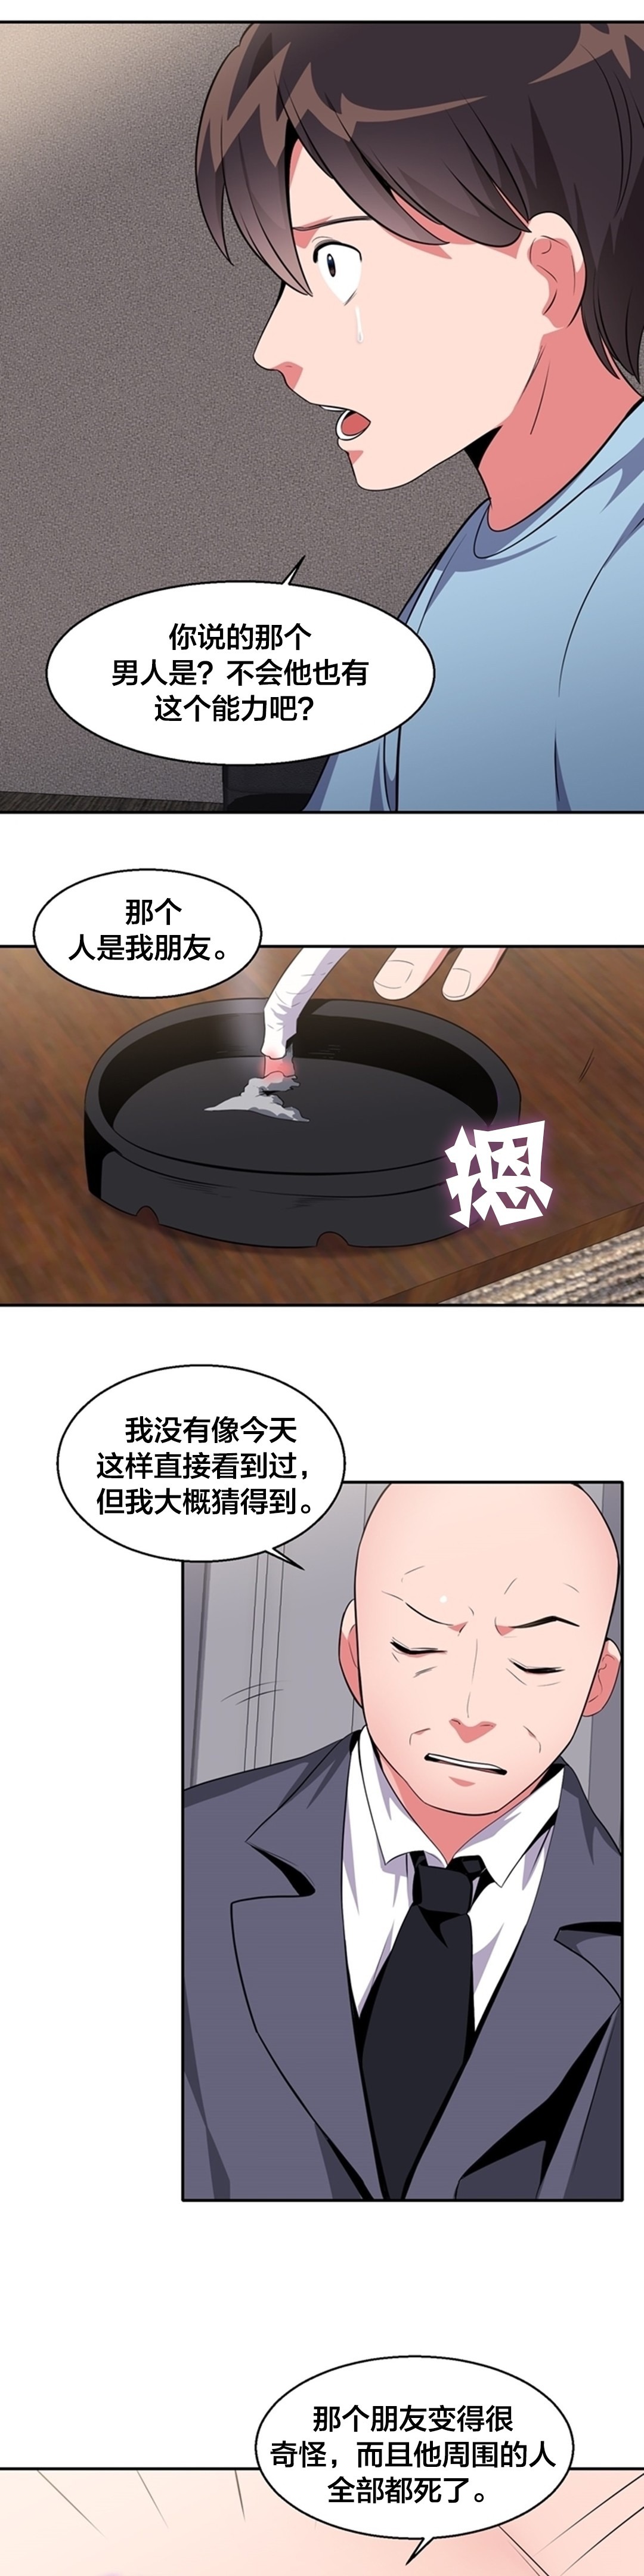 你说的那个
男人是？不会他也有
这个能力吧？
那个
人是我朋友。
摁
我没有像今天
这样直接看到过，
但我大概猜得到。
那个朋友变得很
奇怪，而且他周围的人
全部都死了。